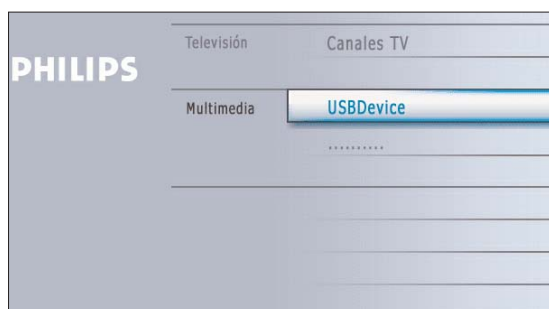 Televisión Canales TV
PHILIPS
Multimedia USBDevice
..........